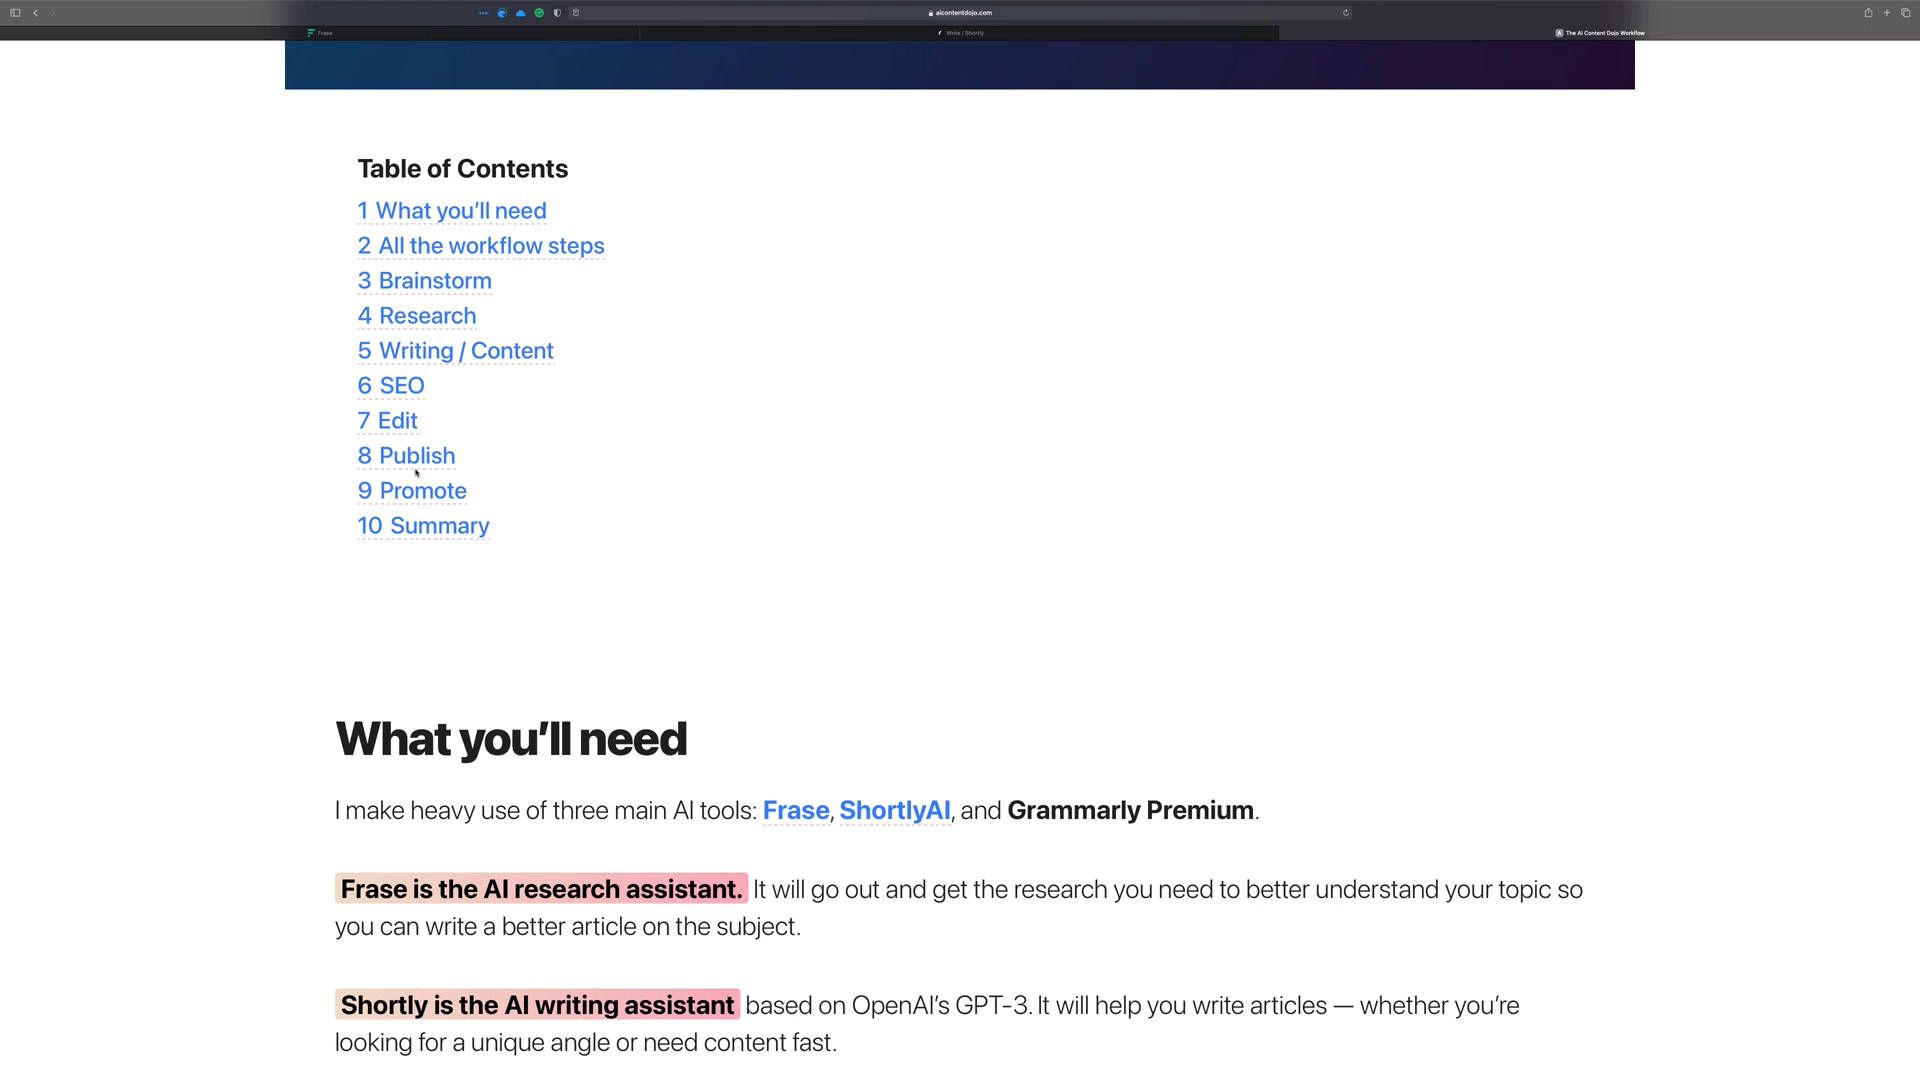 aicontentdojo.com
Frase
Write / Shortly
The AI Content Dojo Workflow
Table of Contents
1 What you’ll need
2 All the workflow steps
3 Brainstorm
4 Research
5 Writing / Content
6 SEO
7 Edit
8 Publish
9 Promote
10 Summary
What you’ll need
I make heavy use of three main AI tools: Frase, ShortlyAI, and Grammarly Premium.
Frase is the AI research assistant. It will go out and get the research you need to better understand your topic so
you can write a better article on the subject.
Shortly is the AI writing assistant based on OpenAI’s GPT-3. It will help you write articles — whether you’re
looking for a unique angle or need content fast.